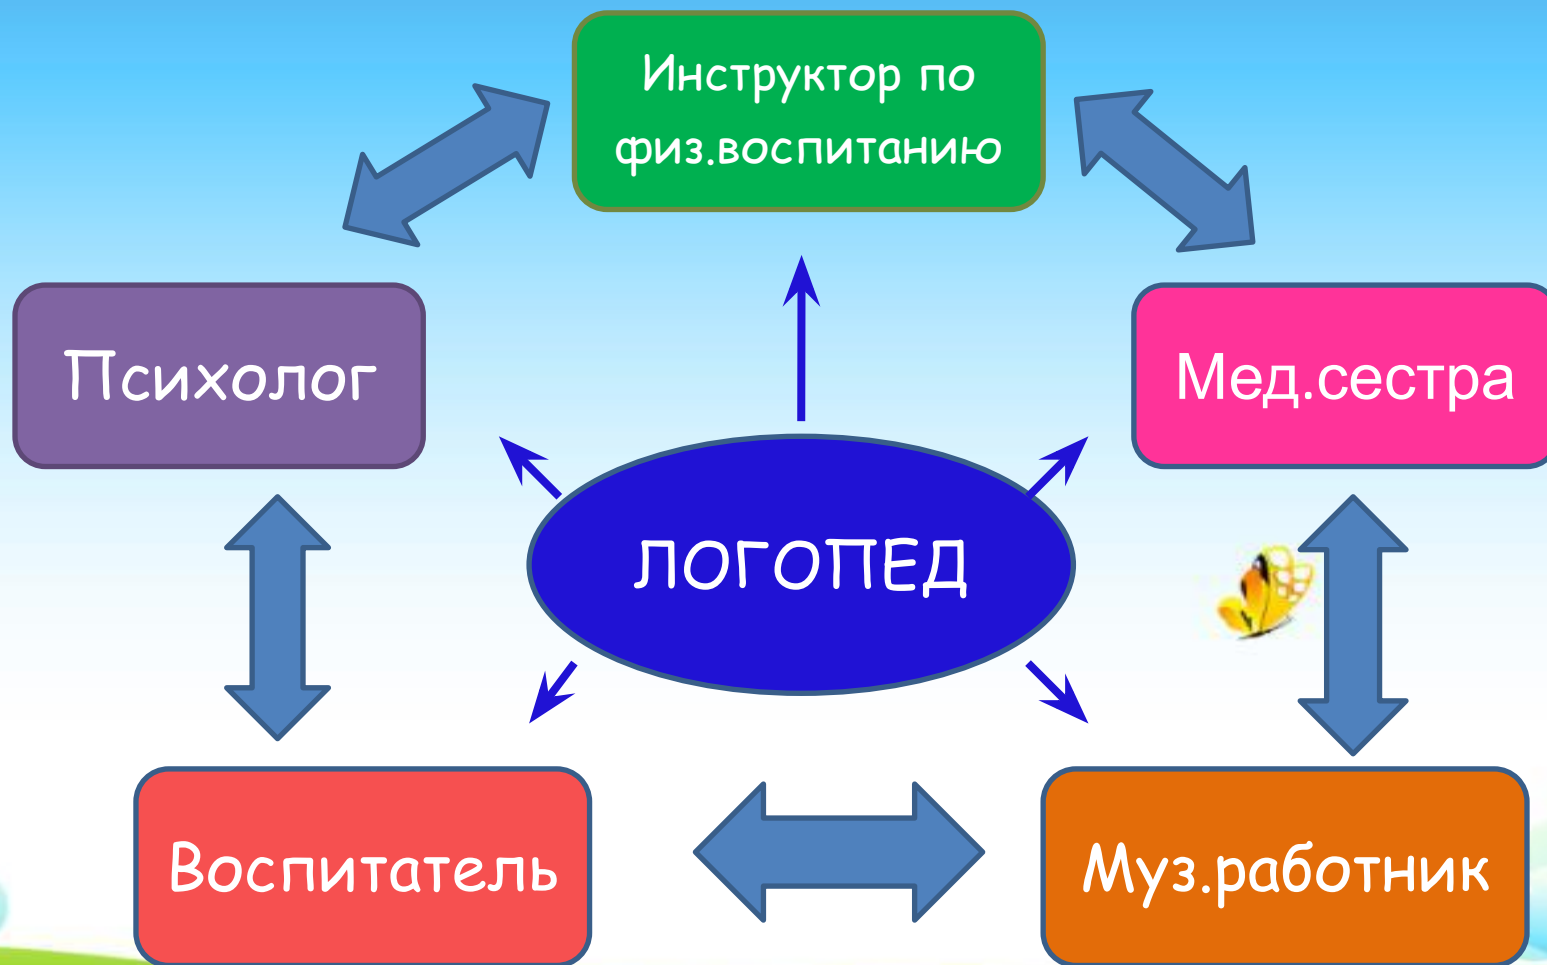 Инструктор по
физ.воспитанию
Психолог
Мед.сестра
ЛОГОПЕД
Воспитатель
Муз.работник